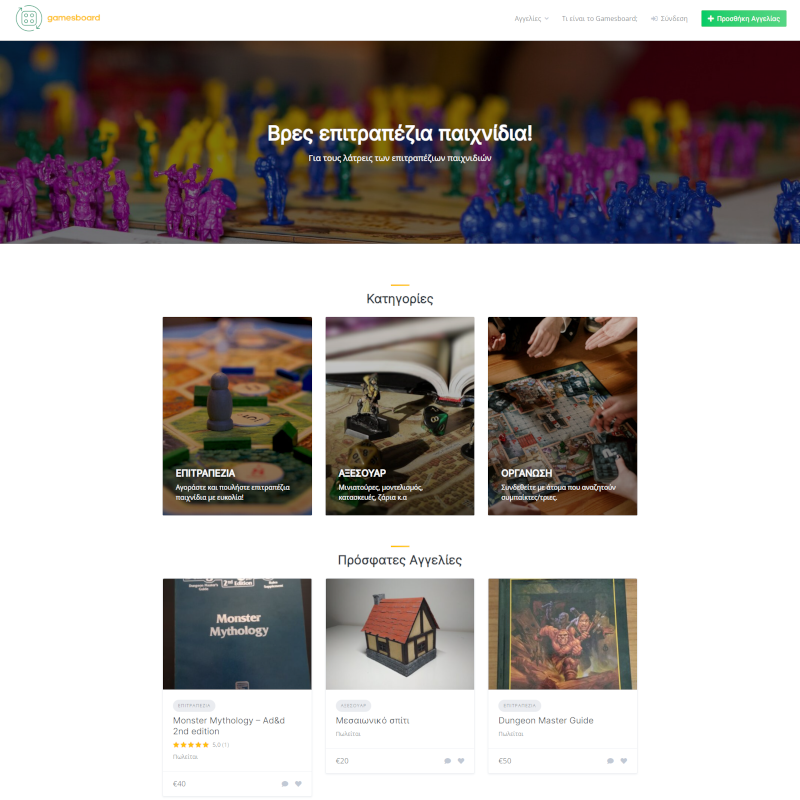 gamesboard
Αγγελίες
Τι είναι το Gamesboard;
Σύνδεση
Προσθήκη Αγγελίας
Βρες επιτραπέζια παιχνίδια!
Για τους λάτρεις των επιτραπέζιων παιχνιδιών
Κατηγορίες
ΕΠΙΤΡΑΠΕΖΙΑ
Αγοράστε και πουλήστε επιτραπέζια
παιχνίδια με ευκολία!
ΑΞΕΣΟΥΑΡ
Μινιατούρες, μοντελισμός,
κατασκευές, ζάρια κ.α
ΟΡΓΑΝΩΣΗ
Συνδεθείτε με άτομα που αναζητούν
συμπαίκτες/τριες.
Πρόσφατες Αγγελίες
2nd Edition
Monster
Mythology
ΕΠΙΤΡΑΠΕΖΙΑ
Monster Mythology – Ad&d
2nd edition
5.0 (1)
Πωλείται
€40
ΑΞΕΣΟΥΑΡ
Μεσαιωνικό σπίτι
Πωλείται
€20
ΕΠΙΤΡΑΠΕΖΙΑ
Dungeon Master Guide
Πωλείται
€50